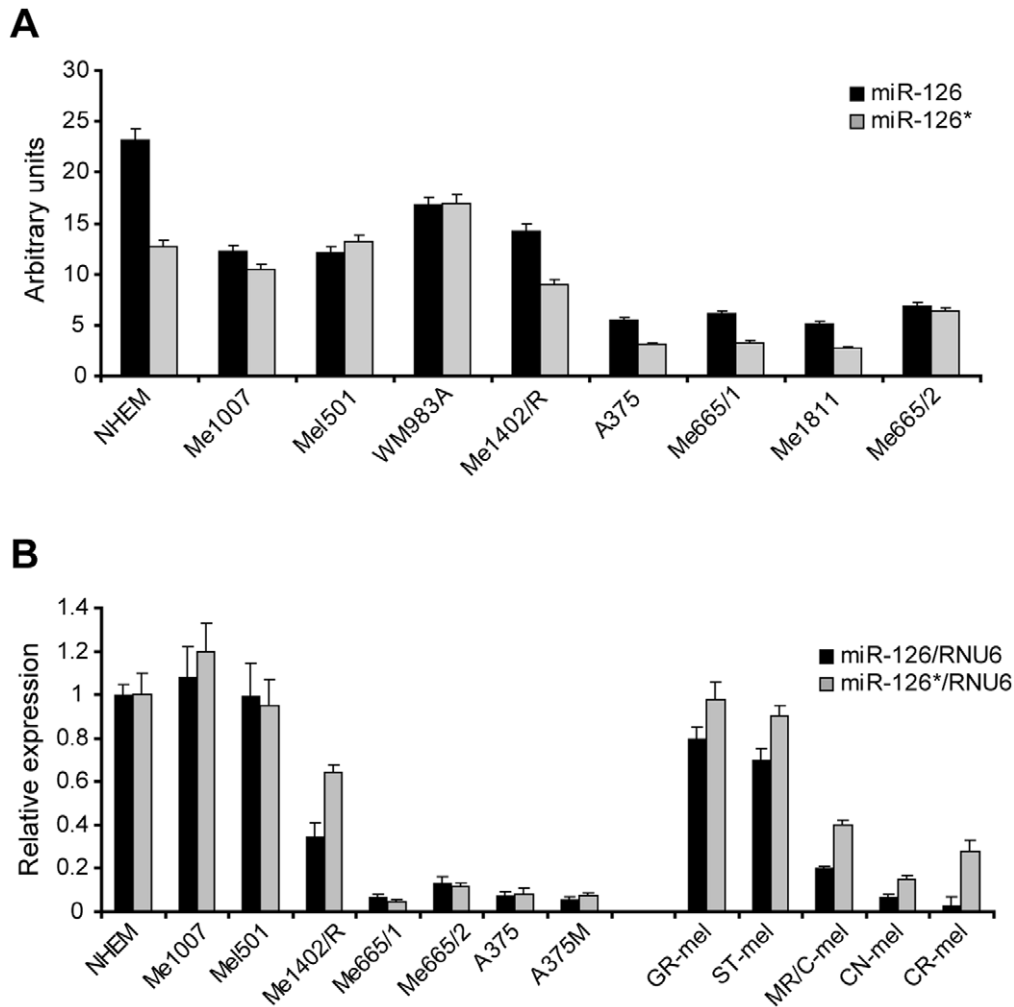 A
30
25
20
15
10
5
0
Arbitrary units
miR-126
miR-126*
NHEM
Me1007
Mel501
WM983A
Me1402/R
A375
Me665/1
Me1811
Me665/2
B
1.4
1.2
1
0.8
0.6
0.4
0.2
0
Relative expression
miR-126/RNU6
miR-126*/RNU6
NHEM
Me1007
Mel501
Me1402/R
Me665/1
Me665/2
A375
A375M
GR-mel
ST-mel
MR/C-mel
CN-mel
CR-mel